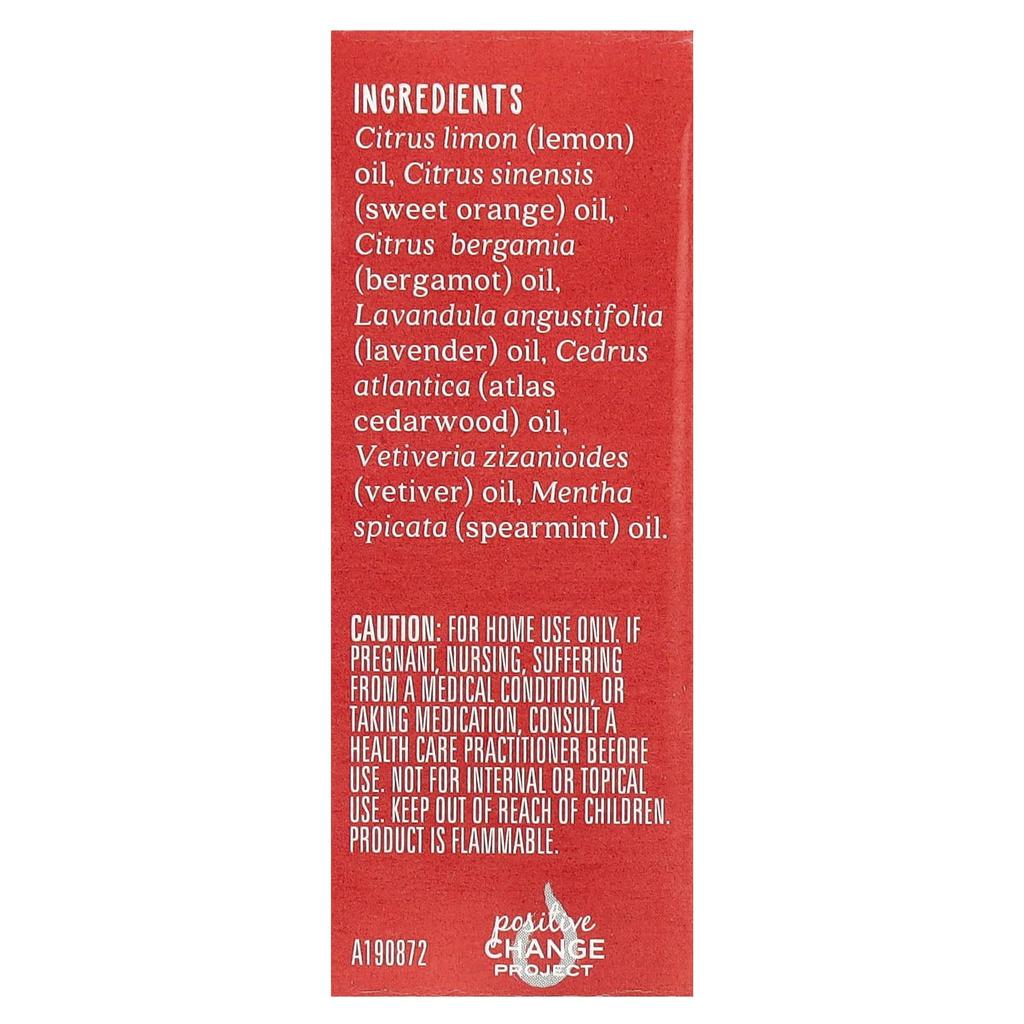 INGREDIENTS
Citrus limon (lemon)
oil, Citrus sinensis
(sweet orange) oil,
Citrus bergamia
(bergamot) oil,
Lavandula angustifolia
(lavender) oil, Cedrus
atlantica (atlas
cedarwood) oil,
Vetiveria zizanioides
(vetiver) oil, Mentha
spicata (spearmint) oil.
CAUTION: FOR HOME USE ONLY. IF
PREGNANT, NURSING, SUFFERING
FROM A MEDICAL CONDITION, OR
TAKING MEDICATION, CONSULT A
HEALTH CARE PRACTITIONER BEFORE
USE. NOT FOR INTERNAL OR TOPICAL
USE. KEEP OUT OF REACH OF CHILDREN.
PRODUCT IS FLAMMABLE.
A190872
positive
CHANGE
PROJECT